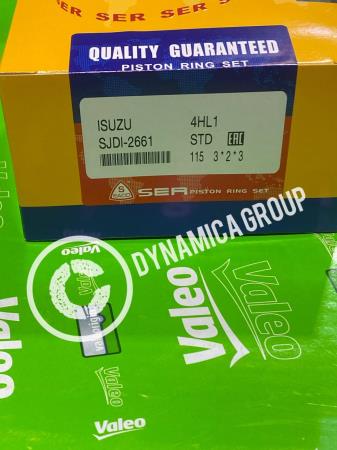 SER SER SER
QUALITY GUARANTEED
PISTON RING SET
ISUZU 4HL1
SJDI-2661 STD EAC
115 3*2*3
SER PISTON RING SET
© DYNAMICA GROUP
Valeo
Valeo
Valeo
Valeo
Valeo